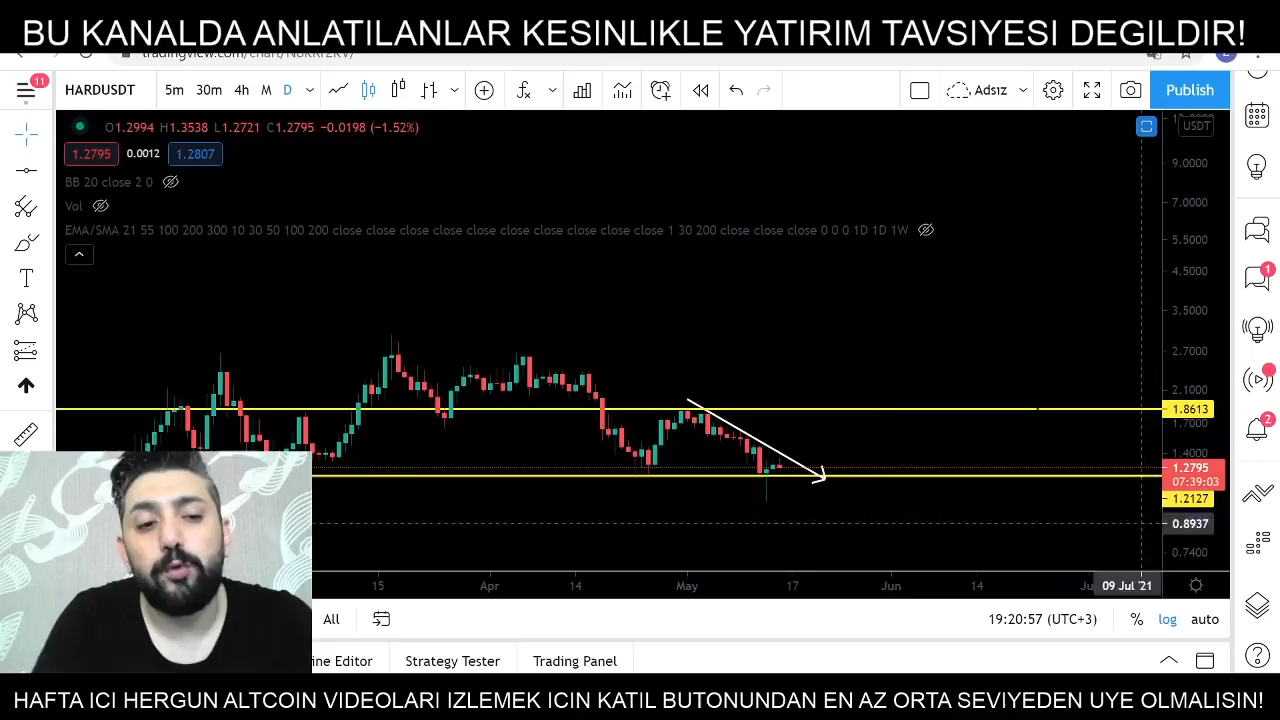 BU KANALDA ANLATILANLAR KESINLIKLE YATIRIM TAVSIYESI DEGILDIR!
11
HARDUSDT 5m 30m 4h M D Adsız Publish
O1.2994 H1.3538 L1.2721 C1.2795 −0.0198 (−1.52%)
USDT
1.2795 0.0012 1.2807
BB 20 close 2 0
Vol
EMA/SMA 21 55 100 200 300 10 30 50 100 200 close close close close close close close close close close 1 30 200 close close close 0 0 0 1D 1D 1W
9.0000
7.0000
5.5000
4.5000
1
3.5000
2.7000
2.1000
1.8613
2
1.7000
1.4000
1.2795
07:39:03
1.2127
0.8937
0.7400
15 Apr 14 May 17 Jun 14 09 Jul '21
All 19:20:57 (UTC+3) % log auto
ine Editor Strategy Tester Trading Panel
HAFTA ICI HERGUN ALTCOIN VIDEOLARI IZLEMEK ICIN KATIL BUTONUNDAN EN AZ ORTA SEVIYEDEN UYE OLMALISIN!